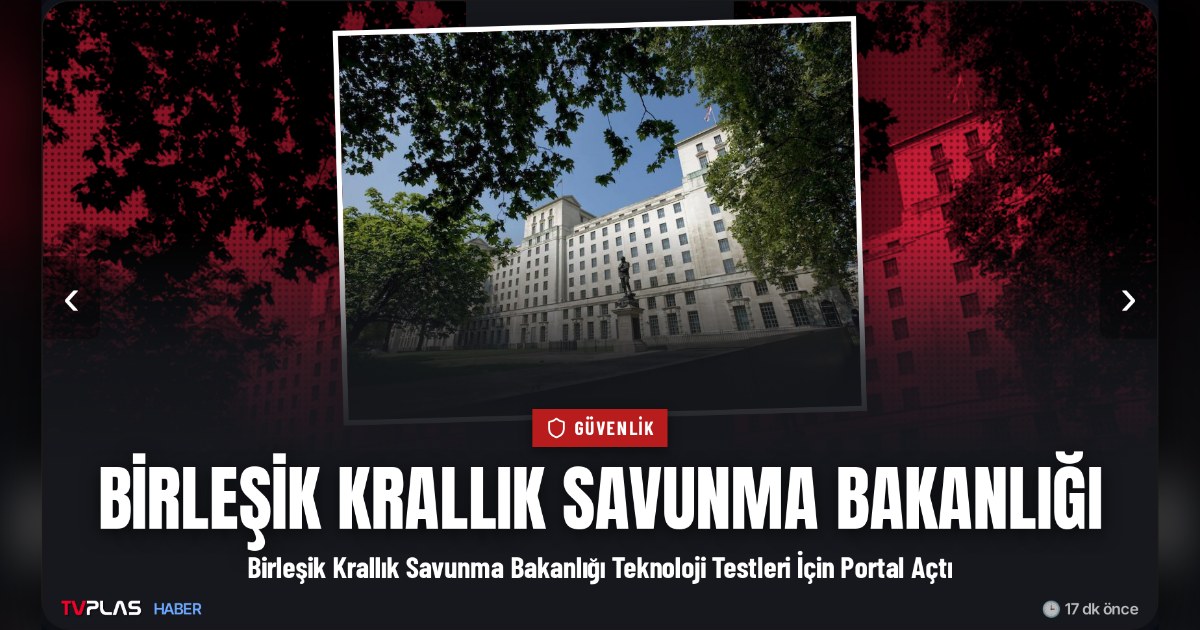 GÜVENLİK
BİRLEŞİK KRALLIK SAVUNMA BAKANLIĞI
Birleşik Krallık Savunma Bakanlığı Teknoloji Testleri İçin Portal Açtı
TVPLAS HABER
17 dk önce